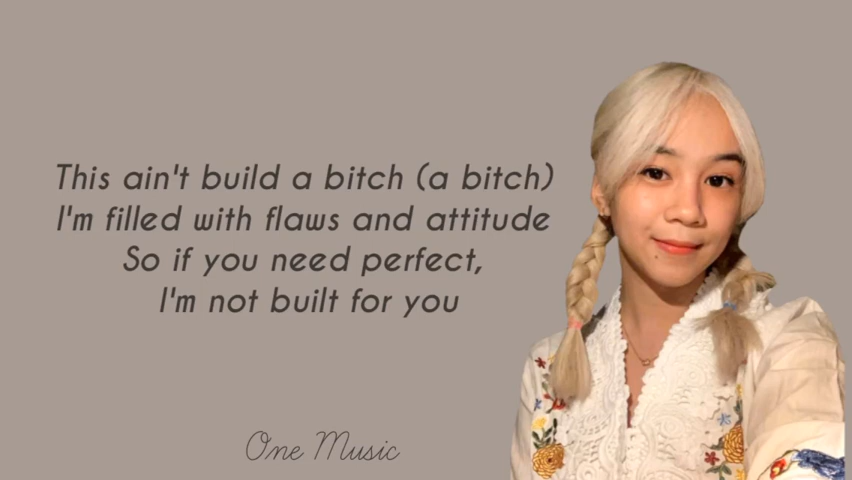 This ain't build a bitch (a bitch)
I'm filled with flaws and attitude
So if you need perfect,
I'm not built for you
One Music